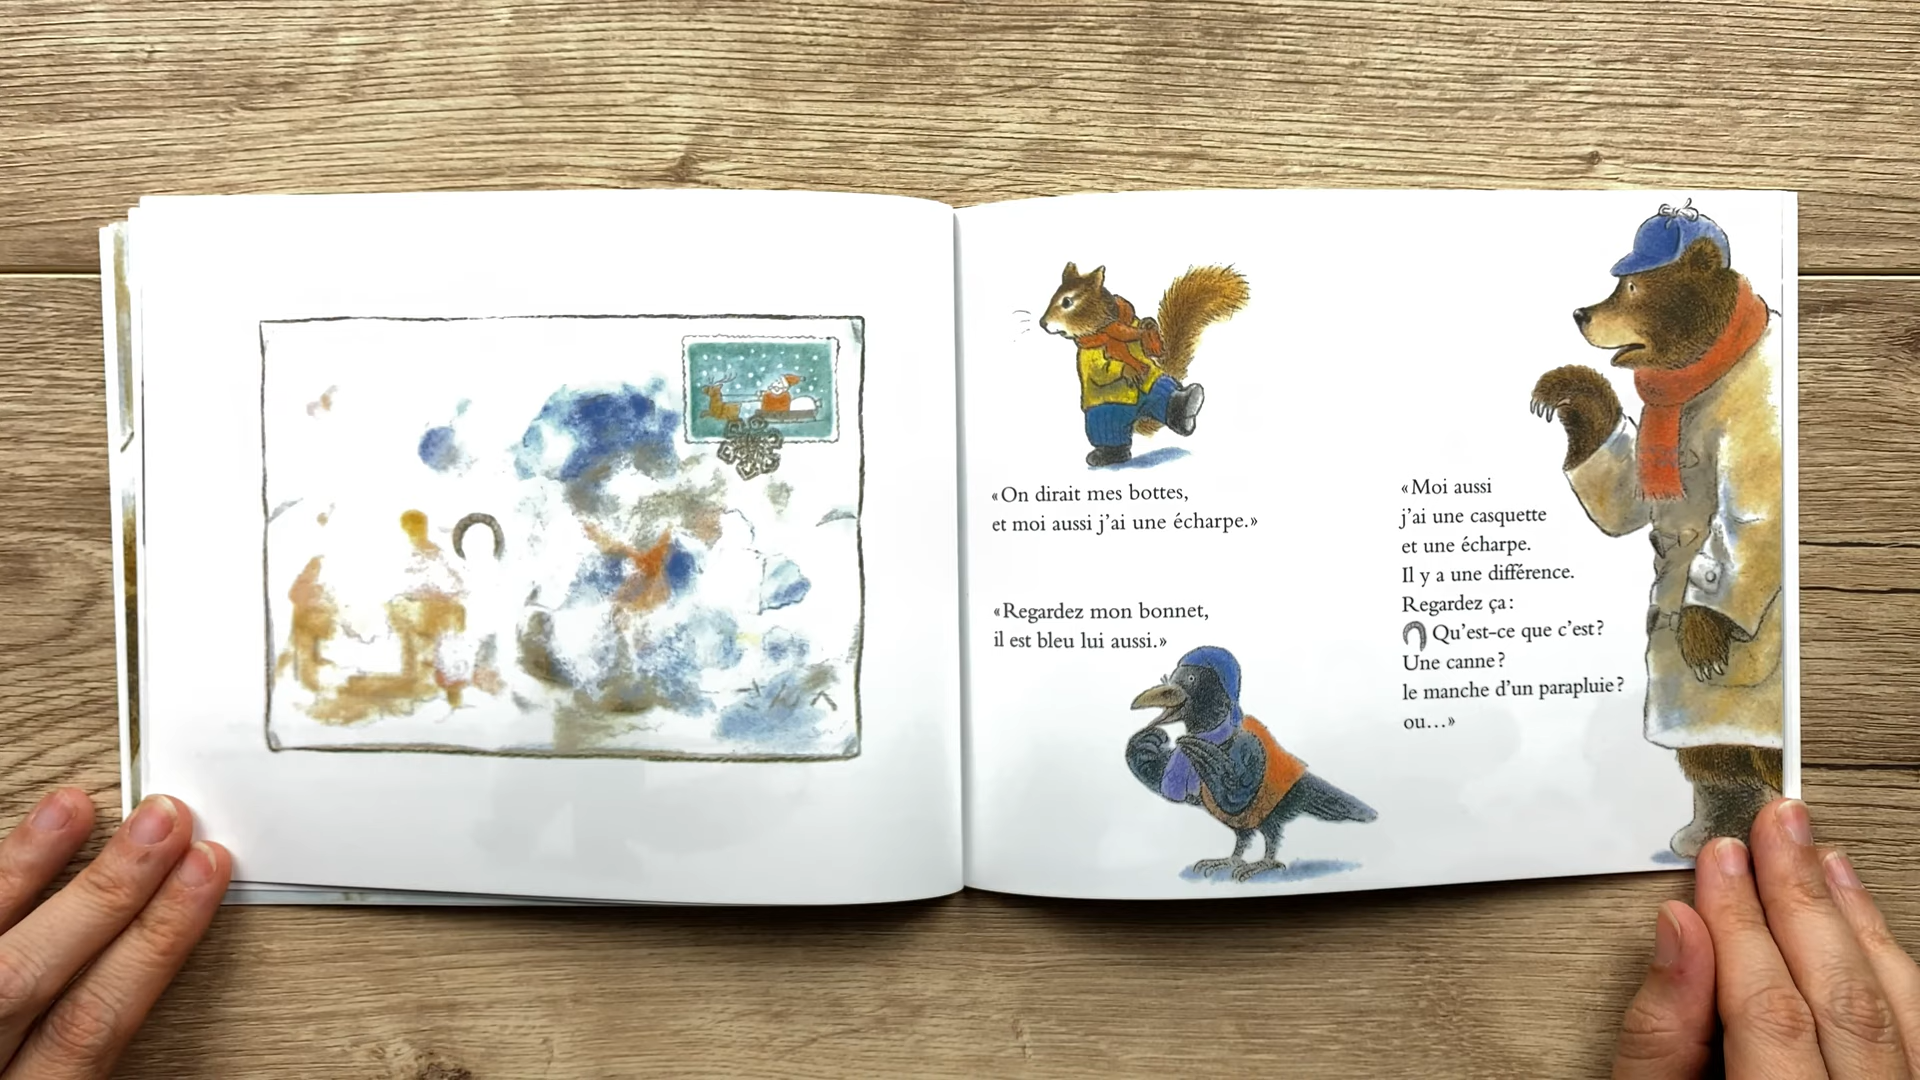 «On dirait mes bottes,
et moi aussi j'ai une écharpe.»
«Regardez mon bonnet,
il est bleu lui aussi.»
«Moi aussi
j'ai une casquette
et une écharpe.
Il y a une différence.
Regardez ça:
Qu'est-ce que c'est?
Une canne?
le manche d'un parapluie?
ou...»